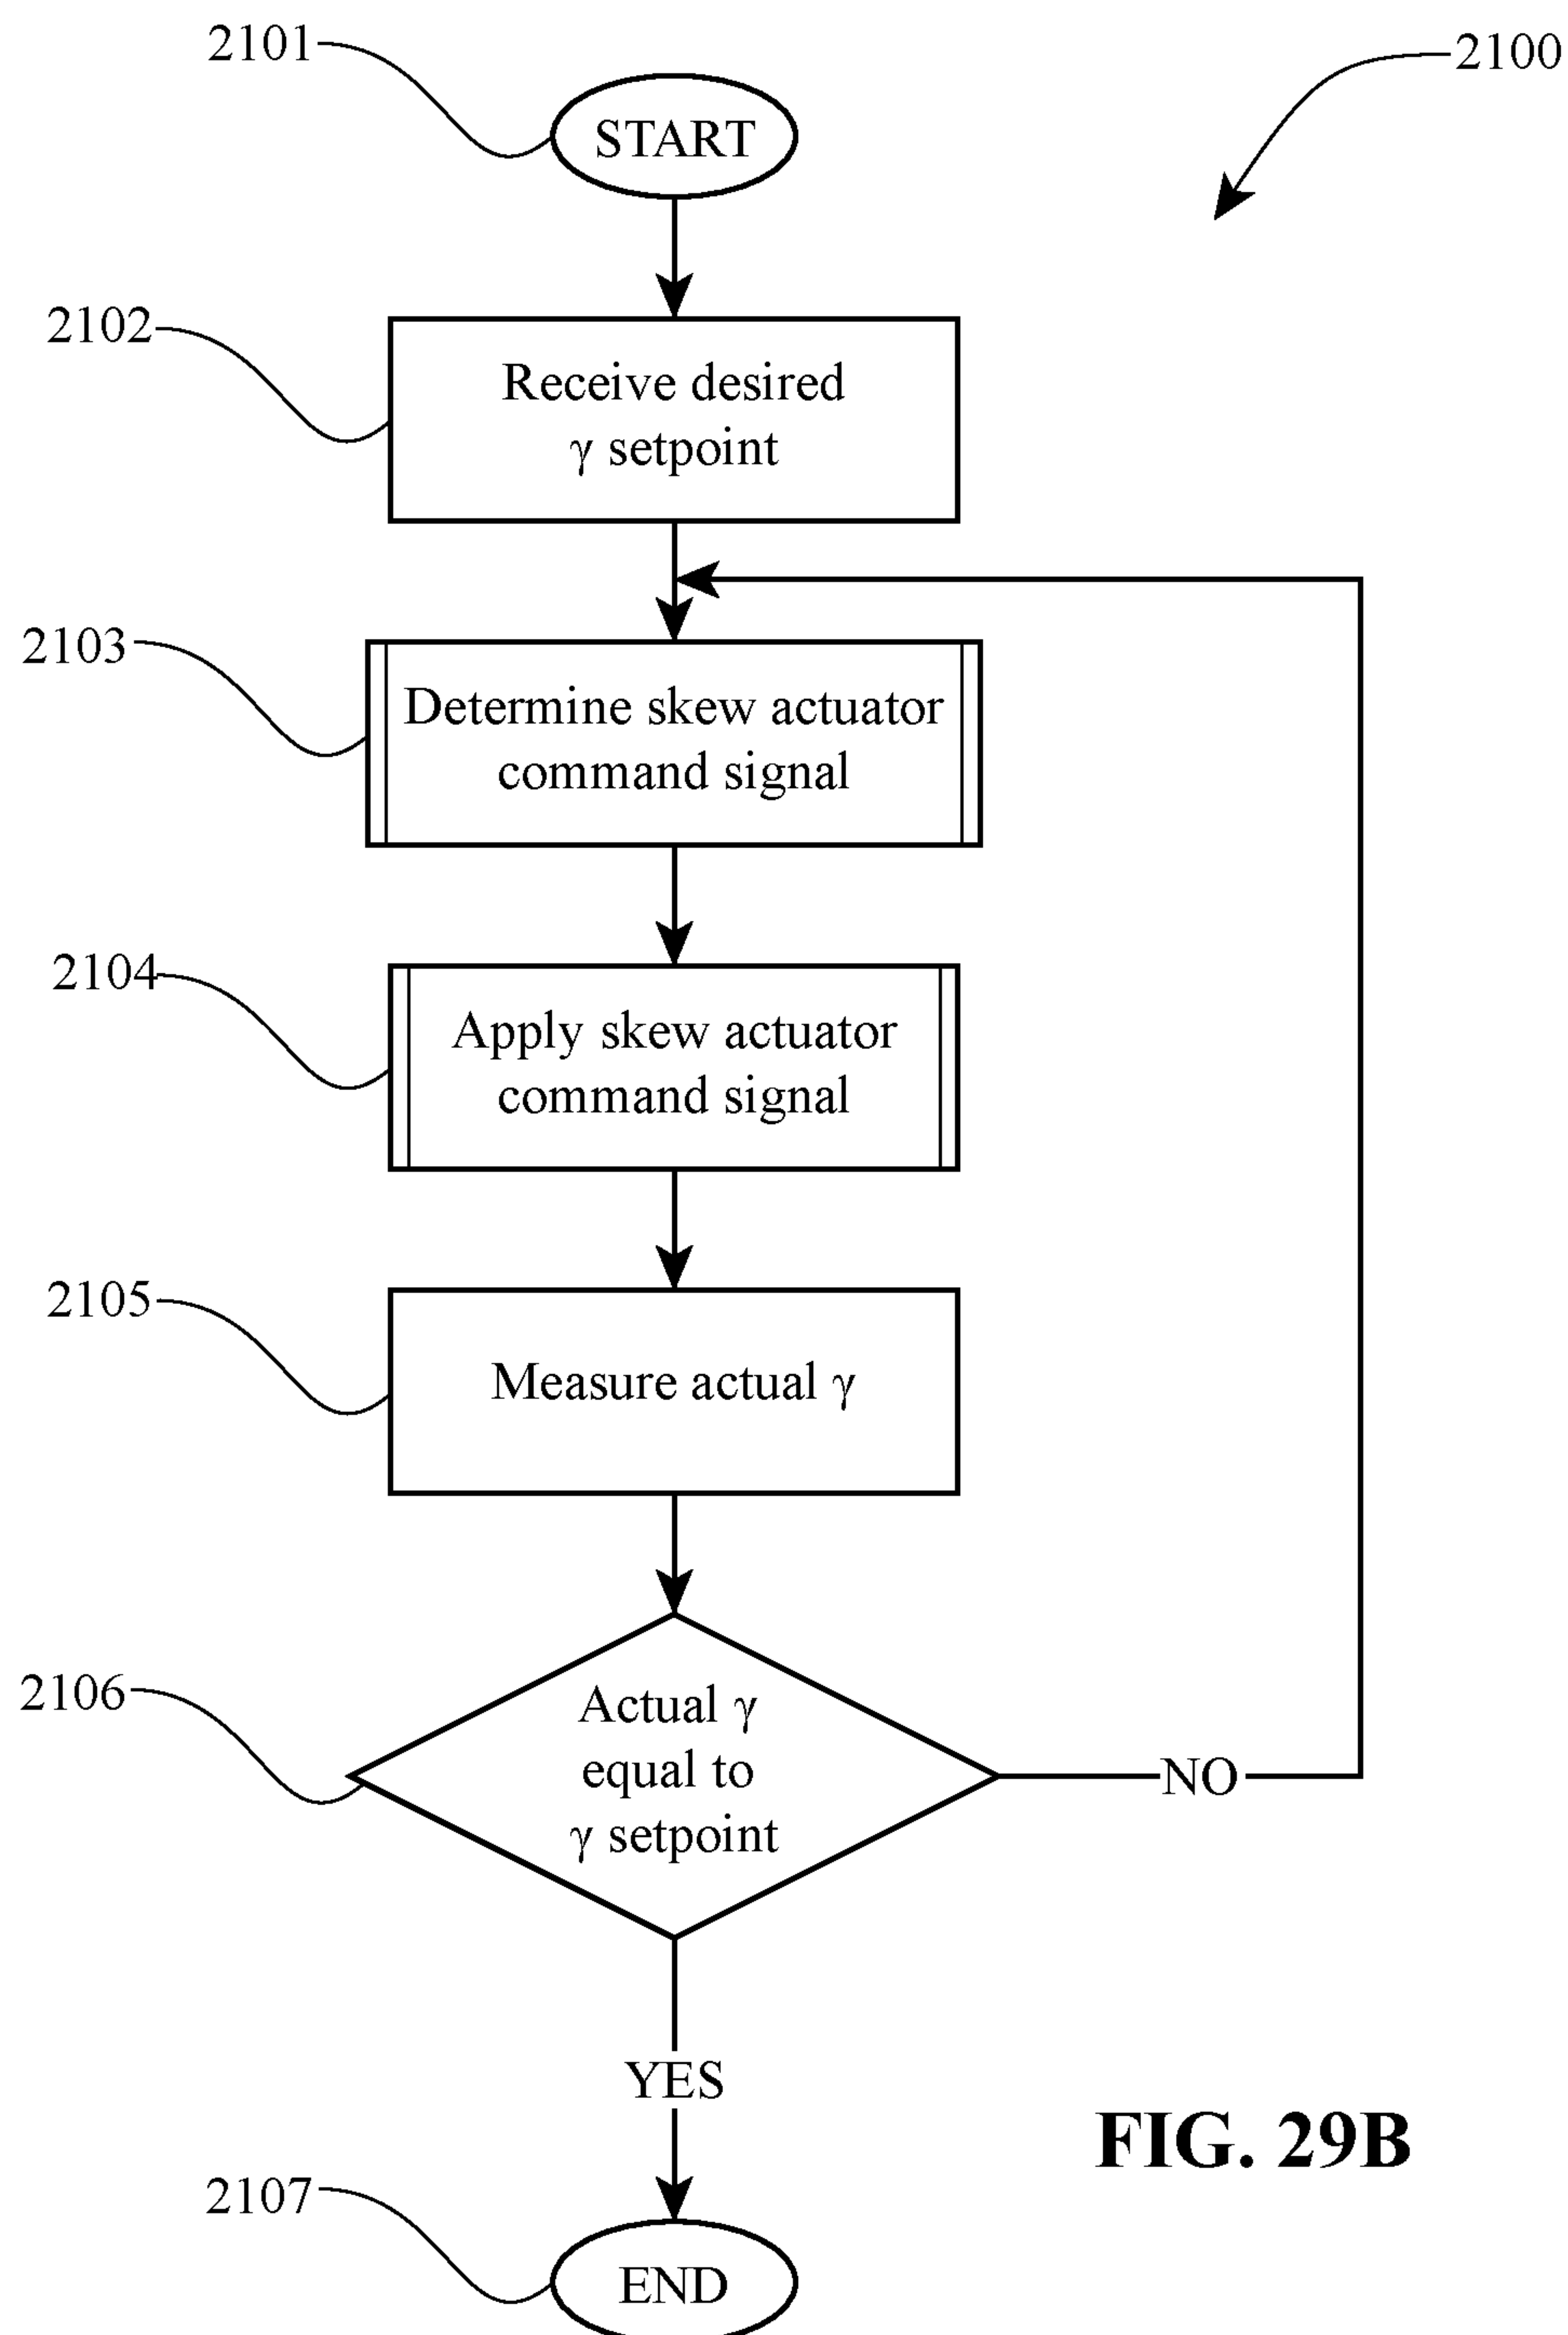 2101
2100
START
2102
Receive desired
γ setpoint
2103
Determine skew actuator
command signal
2104
Apply skew actuator
command signal
2105
Measure actual γ
2106
Actual γ
equal to
γ setpoint
NO
YES
FIG. 29B
2107
END